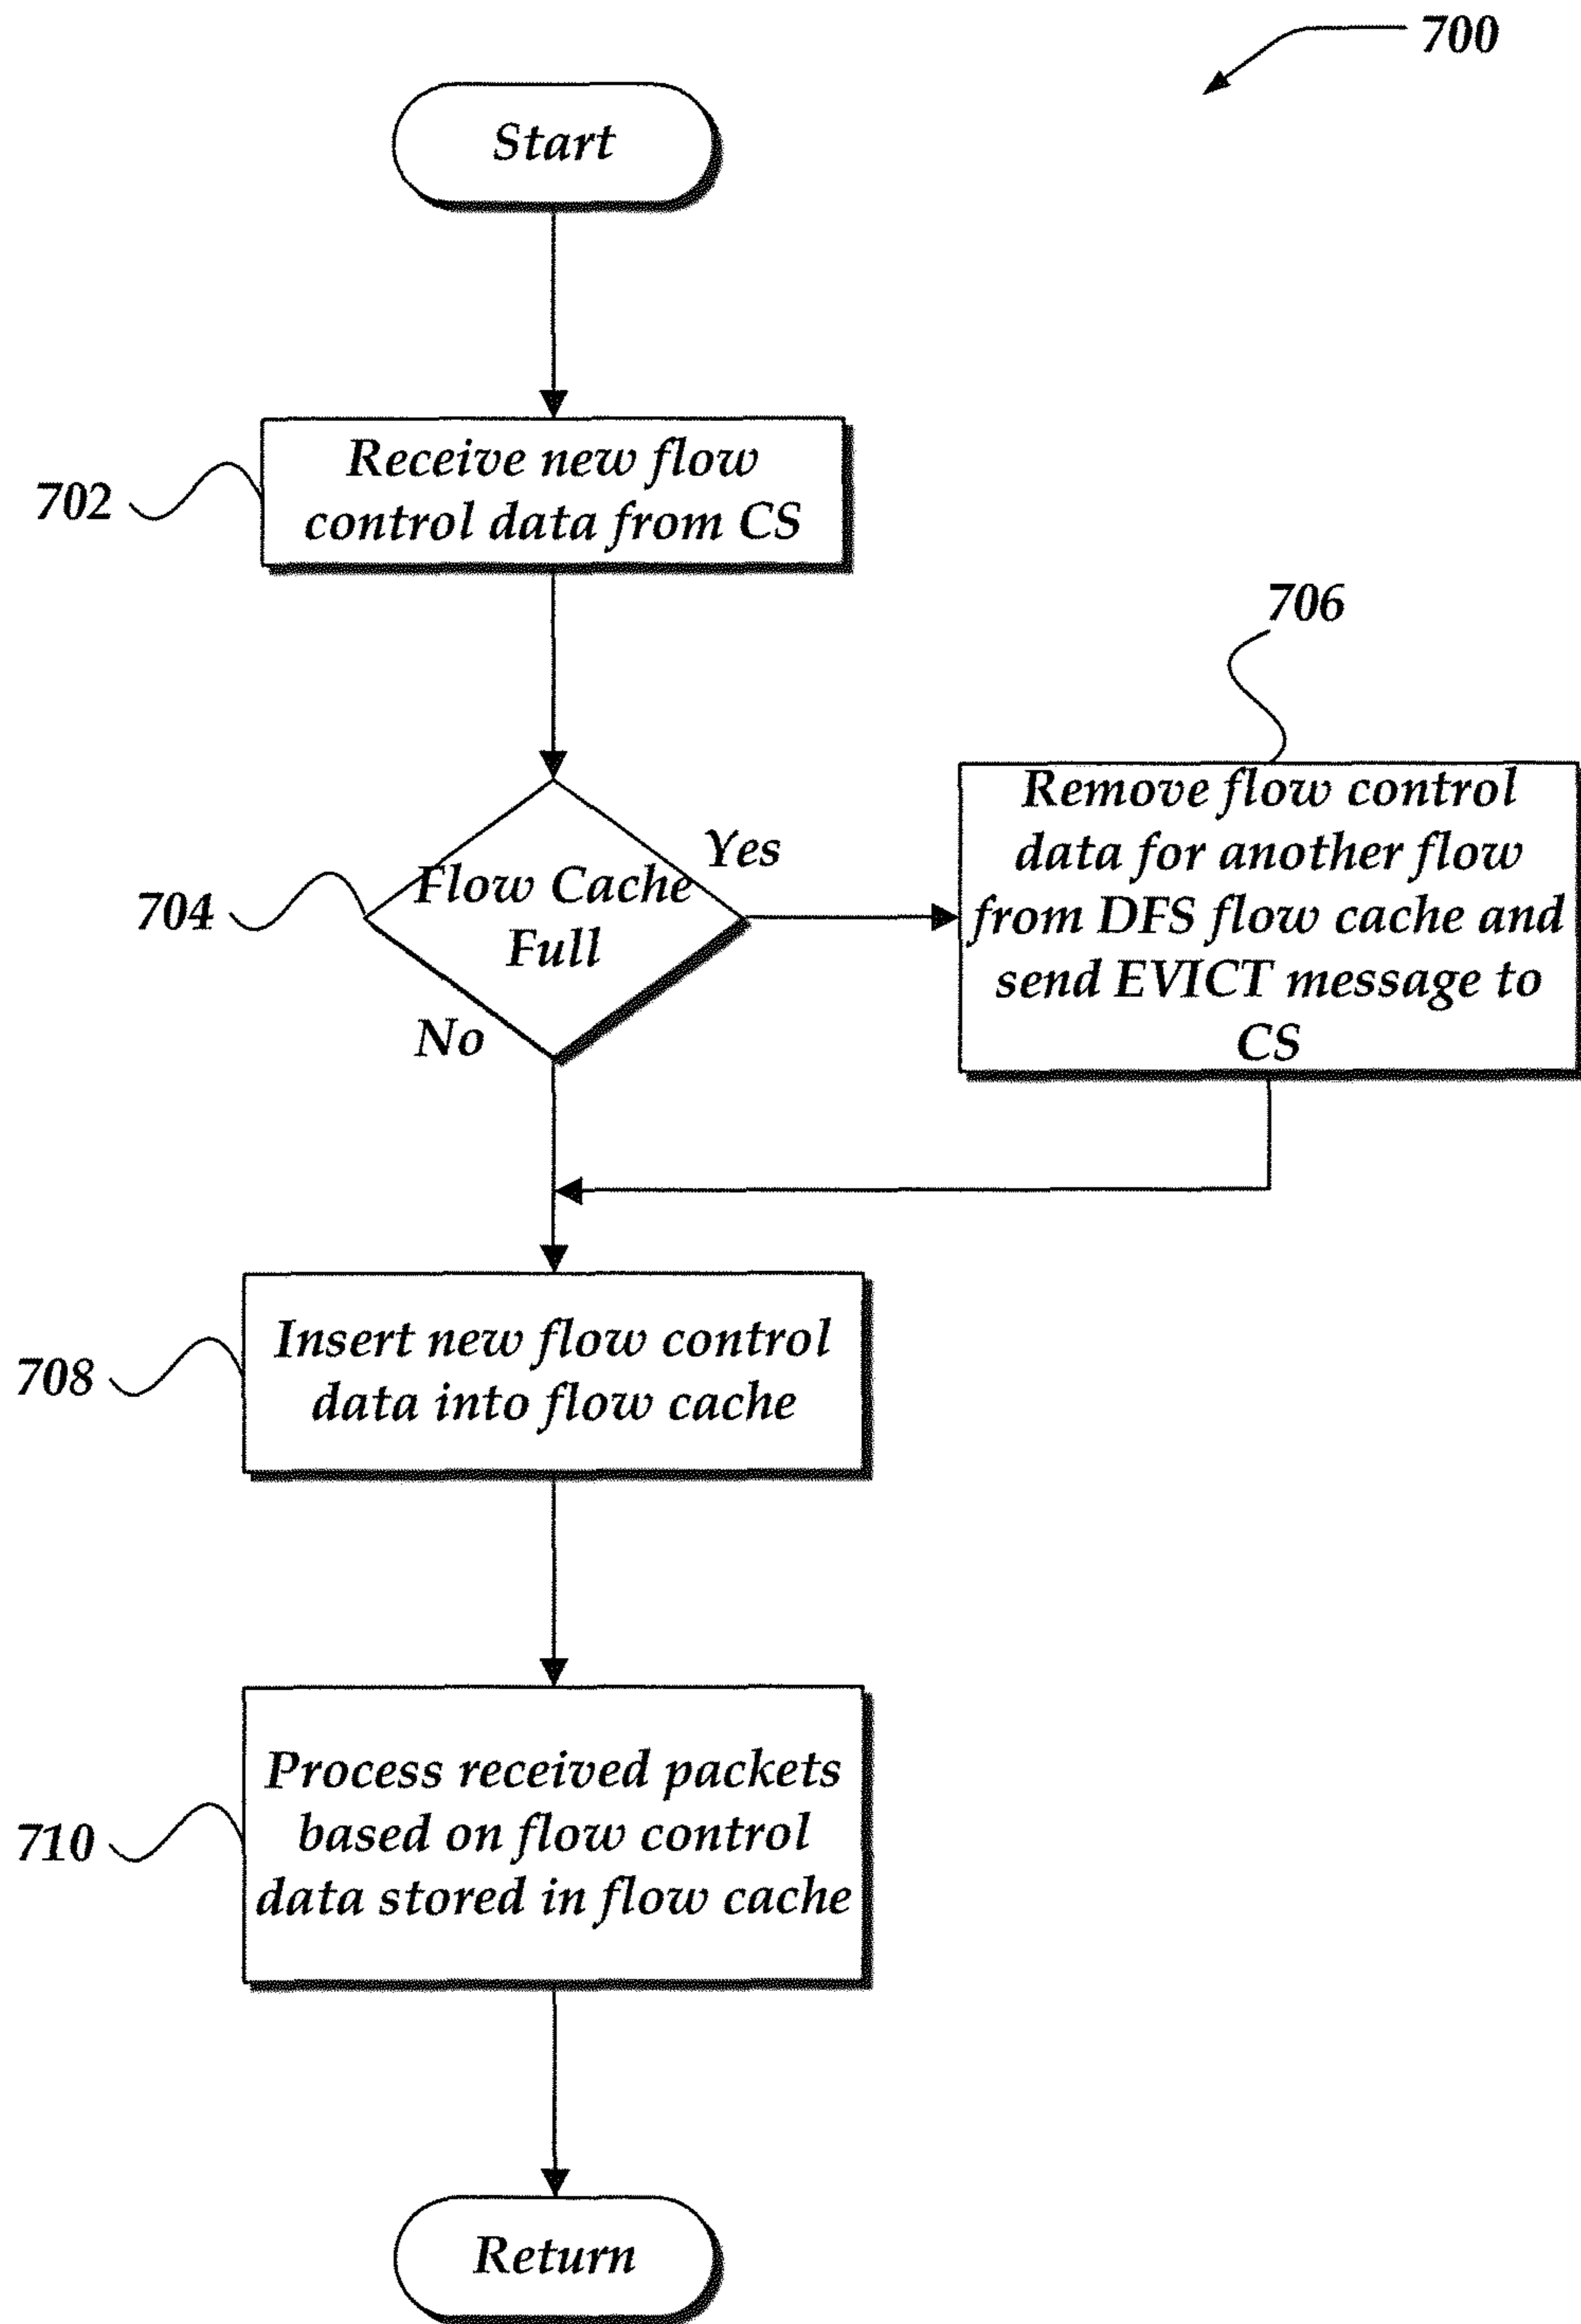 700
Start
Receive new flow
control data from CS
702
706
Remove flow control
data for another flow
from DFS flow cache and
send EVICT message to
CS
Yes
Flow Cache
Full
704
No
Insert new flow control
data into flow cache
708
Process received packets
based on flow control
data stored in flow cache
710
Return